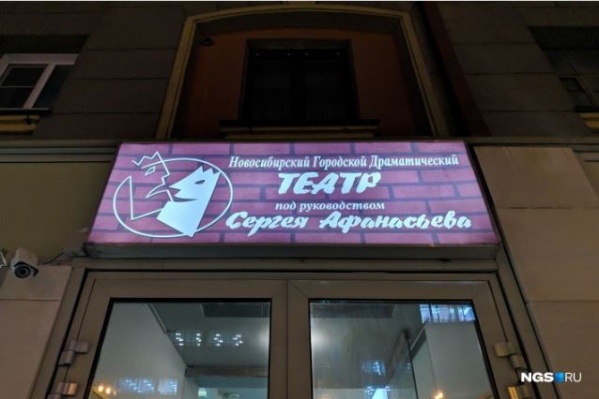 Новосибирский Городской Драматический
ТЕАТР
под руководством
Сергея Афанасьева
NGS RU